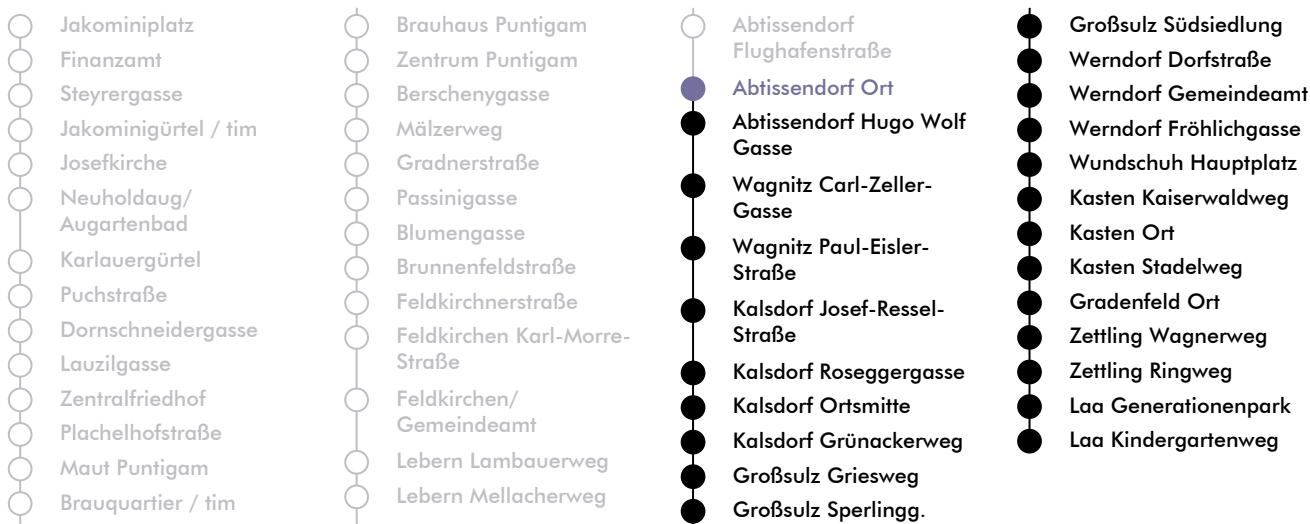 Jakominiplatz
Finanzamt
Steyrergasse
Jakominigürtel / tim
Josefkirche
Neuholdaug/
Augartenbad
Karlauergürtel
Puchstraße
Dornschneidergasse
Lauzilgasse
Zentralfriedhof
Plachelhofstraße
Maut Puntigam
Brauquartier / tim
Brauhaus Puntigam
Zentrum Puntigam
Berschenygasse
Mälzerweg
Gradnerstraße
Passinigasse
Blumengasse
Brunnenfeldstraße
Feldkirchnerstraße
Feldkirchen Karl-Morre-
Straße
Feldkirchen/
Gemeindeamt
Lebern Lambauerweg
Lebern Mellacherweg
Abtissendorf
Flughafenstraße
Abtissendorf Ort
Abtissendorf Hugo Wolf
Gasse
Wagnitz Carl-Zeller-
Gasse
Wagnitz Paul-Eisler-
Straße
Kalsdorf Josef-Ressel-
Straße
Kalsdorf Roseggergasse
Kalsdorf Ortsmitte
Kalsdorf Grünackerweg
Großsulz Griesweg
Großsulz Sperlingg.
Großsulz Südsiedlung
Werndorf Dorfstraße
Werndorf Gemeindeamt
Werndorf Fröhlichgasse
Wundschuh Hauptplatz
Kasten Kaiserwaldweg
Kasten Ort
Kasten Stadelweg
Gradenfeld Ort
Zettling Wagnerweg
Zettling Ringweg
Laa Generationenpark
Laa Kindergartenweg